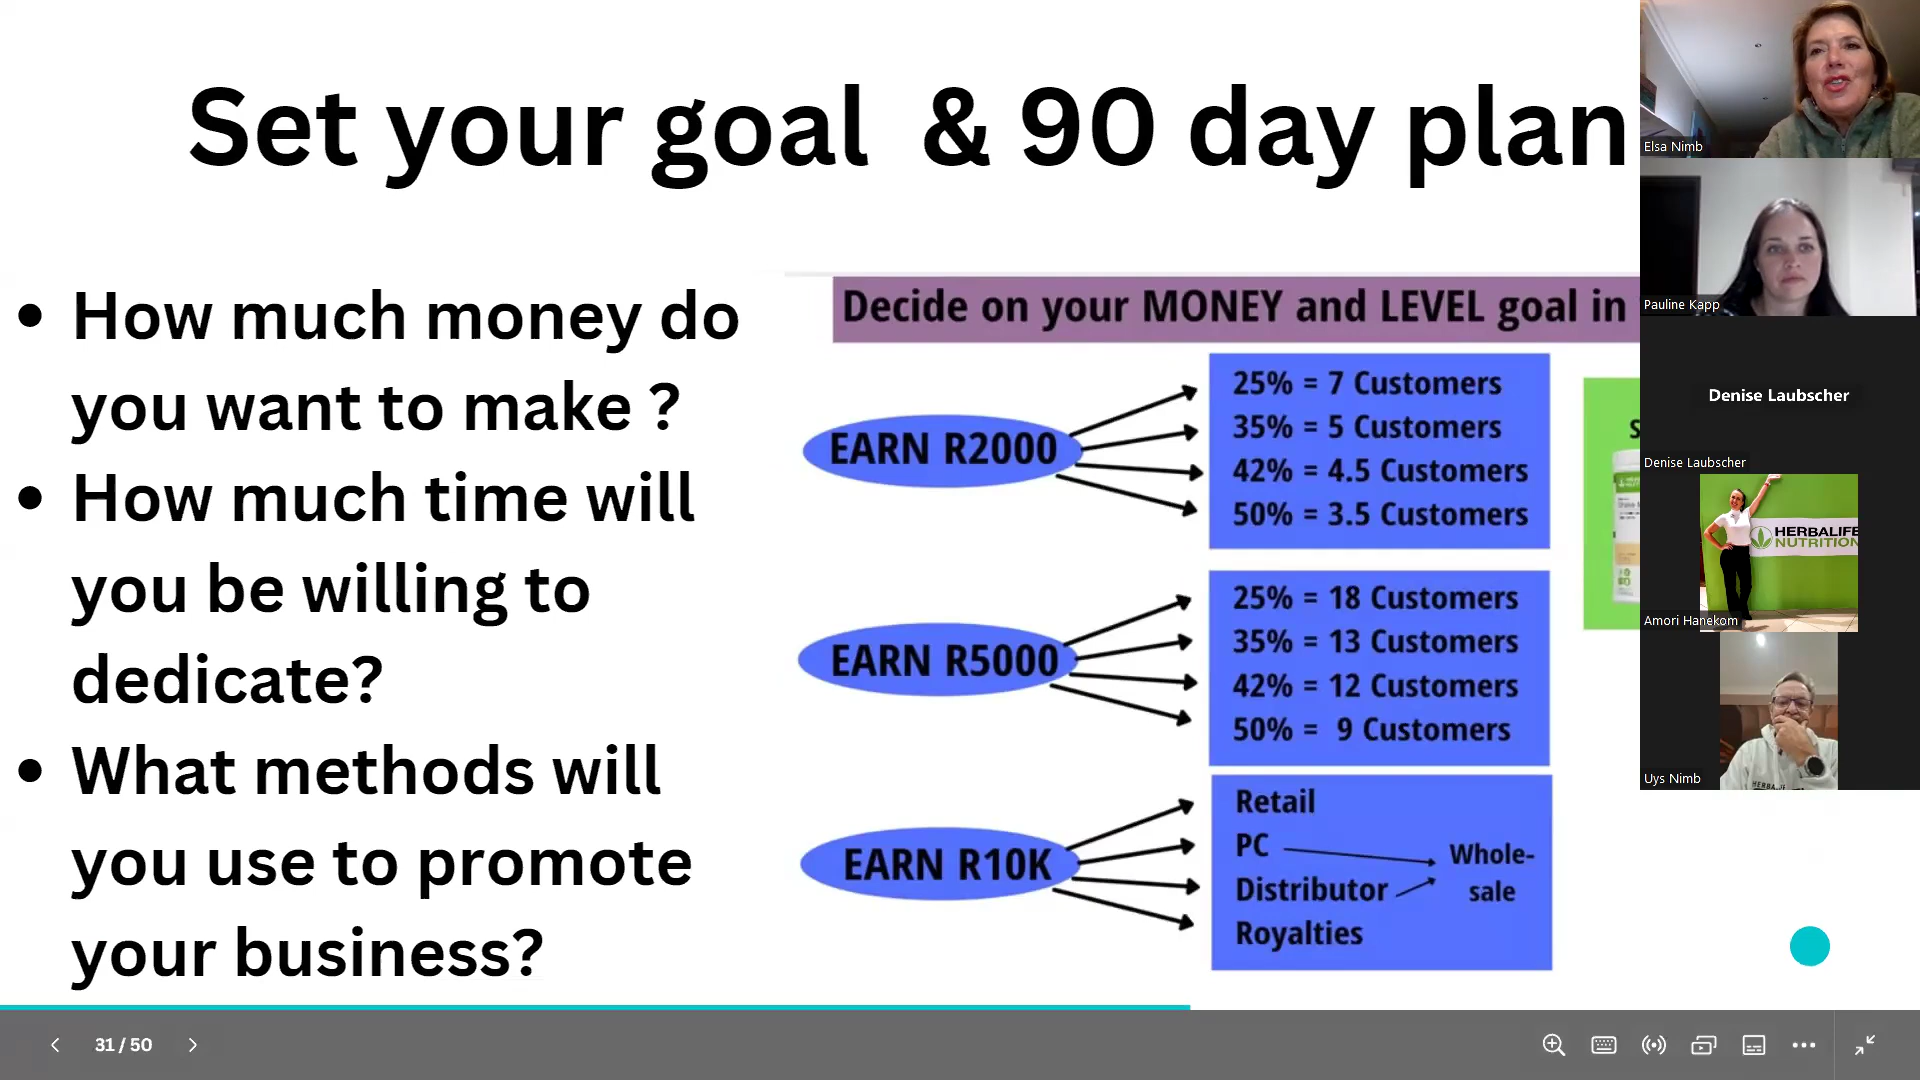 Set your goal & 90 day plan
• How much money do
you want to make ?
• How much time will
you be willing to
dedicate?
• What methods will
you use to promote
your business?
Decide on your MONEY and LEVEL goal in
EARN R2000
25% = 7 Customers
35% = 5 Customers
42% = 4.5 Customers
50% = 3.5 Customers
EARN R5000
25% = 18 Customers
35% = 13 Customers
42% = 12 Customers
50% = 9 Customers
EARN R10K
Retail
PC
Distributor
Royalties
Whole-
sale
S
Elsa Nimb
Pauline Kapp
Denise Laubscher
Denise Laubscher
HERBALIFE
NUTRITION
Amori Hanekom
Uys Nimb
31 / 50